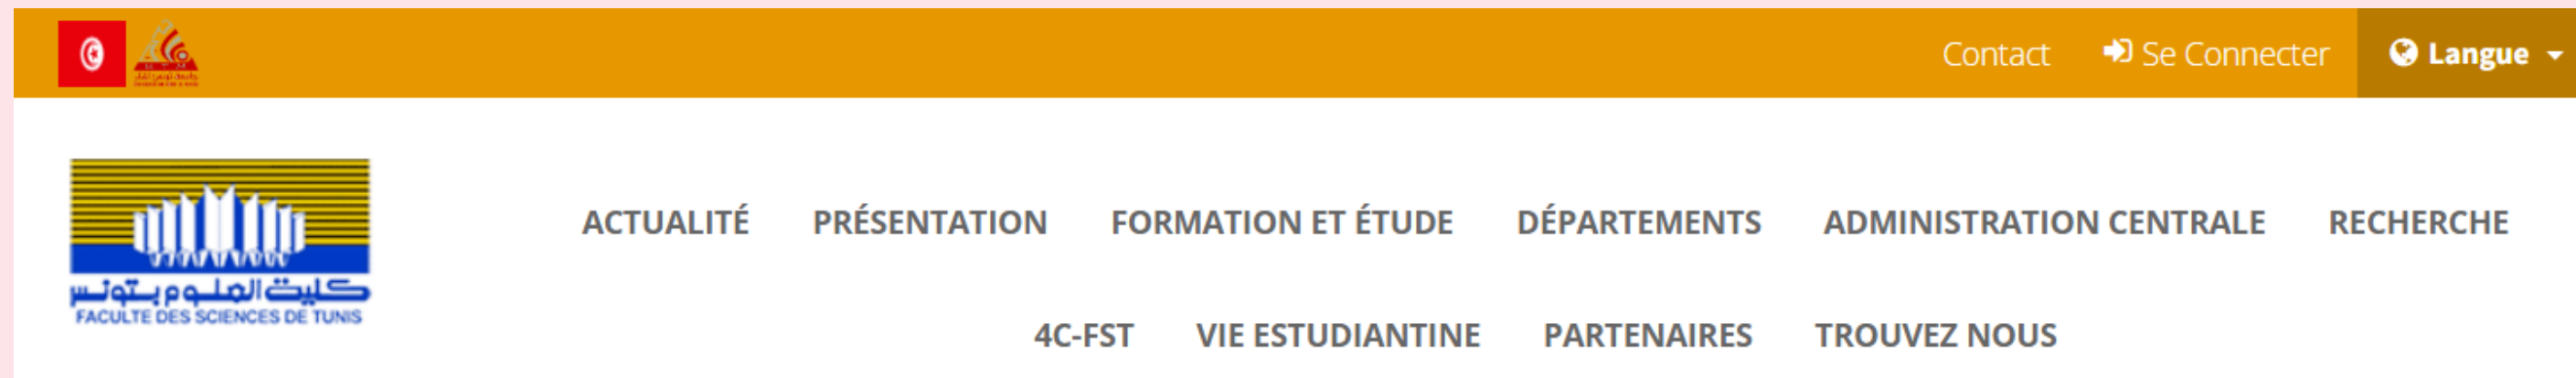 Contact Se Connecter Langue
ACTUALITÉ PRÉSENTATION FORMATION ET ÉTUDE DÉPARTEMENTS ADMINISTRATION CENTRALE RECHERCHE
كلية العلوم بتونس
FACULTE DES SCIENCES DE TUNIS
4C-FST VIE ESTUDIANTINE PARTENAIRES TROUVEZ NOUS